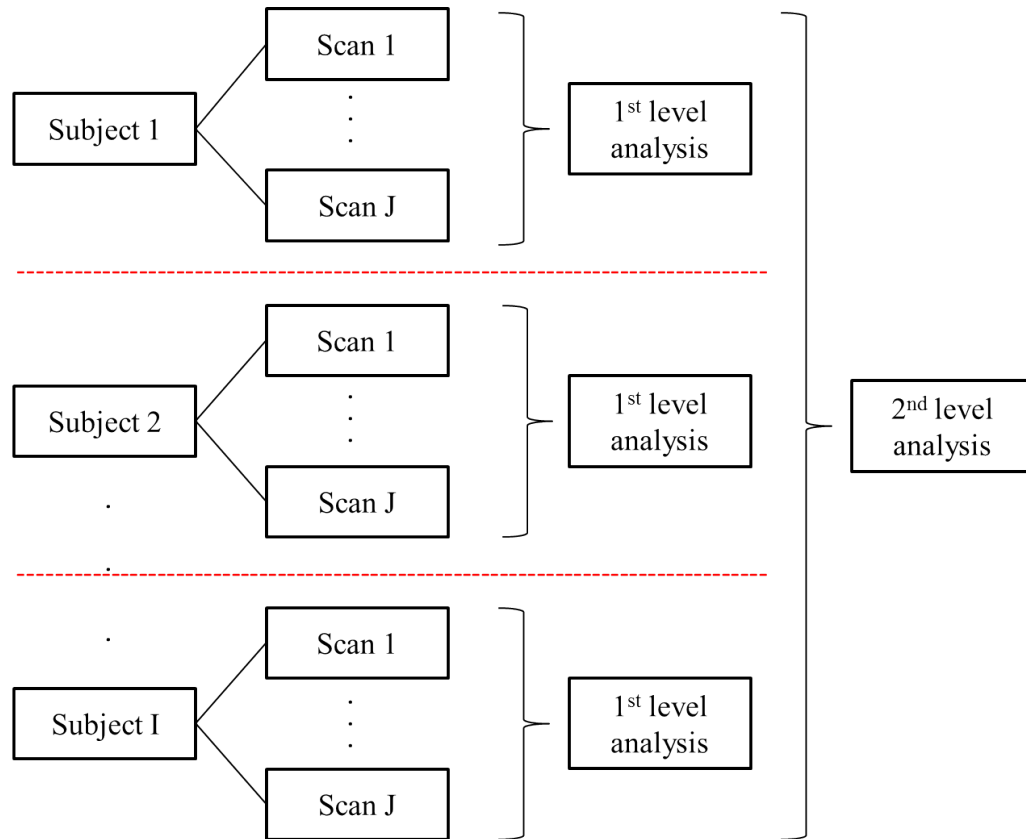 Scan 1
Subject 1
Scan J
1st level
analysis
Scan 1
Subject 2
Scan J
1st level
analysis
2nd level
analysis
Scan 1
Subject I
Scan J
1st level
analysis